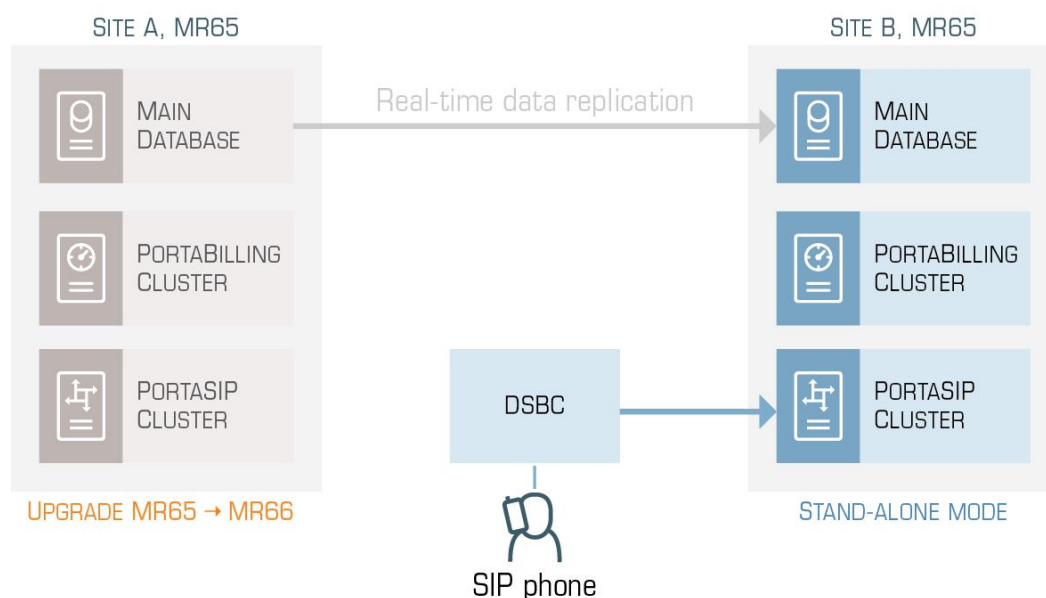 SITE A, MR65
SITE B, MR65
MAIN
DATABASE
Real-time data replication
MAIN
DATABASE
PORTABILLING
CLUSTER
PORTABILLING
CLUSTER
PORTASIP
CLUSTER
DSBC
PORTASIP
CLUSTER
UPGRADE MR65 → MR66
STAND-ALONE MODE
SIP phone